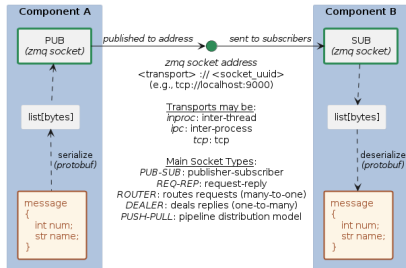 Component A
PUB
(zmq socket)
list[bytes]
serialize
(protobuf)
message
{
int num;
str name;
}
published to address
sent to subscribers
zmq socket address
<transport> :// <socket_uuid>
(e.g., tcp://localhost:9000)
Transports may be:
inproc: inter-thread
ipc: inter-process
tcp: tcp
Main Socket Types:
PUB-SUB: publisher-subscriber
REQ-REP: request-reply
ROUTER: routes requests (many-to-one)
DEALER: deals replies (one-to-many)
PUSH-PULL: pipeline distribution model
Component B
SUB
(zmq socket)
list[bytes]
deserialize
(protobuf)
message
{
int num;
str name;
}